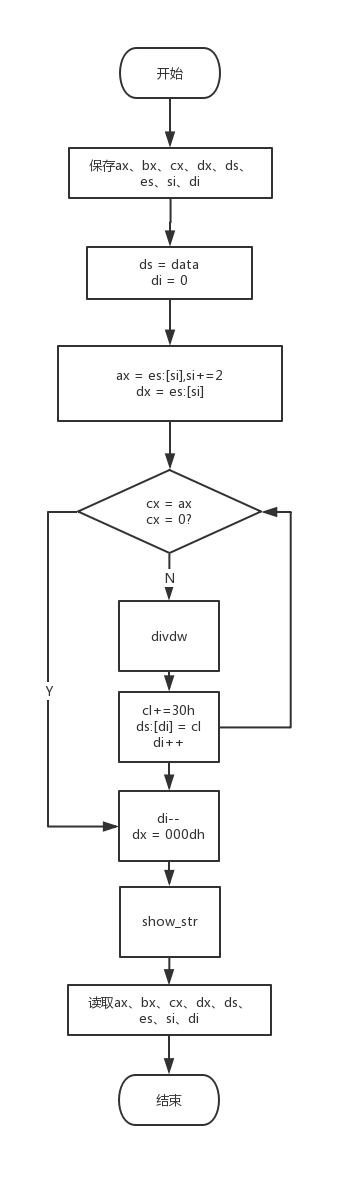 开始
保存ax、bx、cx、dx、ds、
es、si、di
ds = data
di = 0
ax = es:[si],si+=2
dx = es:[si]
cx = ax
cx = 0?
N
divdw
Y
cl+=30h
ds:[di] = cl
di++
di--
dx = 000dh
show_str
读取ax、bx、cx、dx、ds、
es、si、di
结束